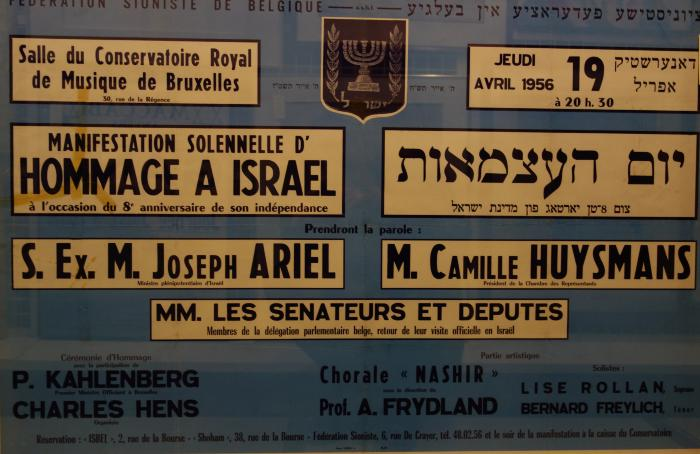 FEDERATION SIONISTE DE BELGIQUE
ציוניסטישע פעדעראציע אין בעלגיע
Salle du Conservatoire Royal
de Musique de Bruxelles
30, rue de la Régence
ישראל
JEUDI
AVRIL 1956
19
דאנערשטיק
אפריל
à 20 h. 30
MANIFESTATION SOLENNELLE D'
HOMMAGE A ISRAEL
à l'occasion du 8e anniversaire de son indépendance
יום העצמאות
צום 8-טן יארטאג פון מדינת ישראל
Prendront la parole :
S. Ex. M. JOSEPH ARIEL
Ministre plénipotentiaire d'Israël
M. CAMILLE HUYSMANS
Président de la Chambre des Représentants
MM. LES SENATEURS ET DEPUTES
Membres de la délégation parlementaire belge, retour de leur visite officielle en Israël
Cérémonie d'Hommage
avec la participation de
P. KAHLENBERG
Premier Ministre Officiant à Bruxelles
CHARLES HENS
Organiste
Partie artistique
Chorale « NASHIR »
sous la direction de
Prof. A. FRYDLAND
Solistes :
LISE ROLLAN, Soprano
BERNARD FREYLICH, Ténor
Réservation : « ISBEL », 2, rue de la Bourse - « Shoham », 38, rue de la Bourse - Fédération Sioniste, 6, rue De Crayer, tél. 48.02.56 et le soir de la manifestation à la caisse du Conservatoire